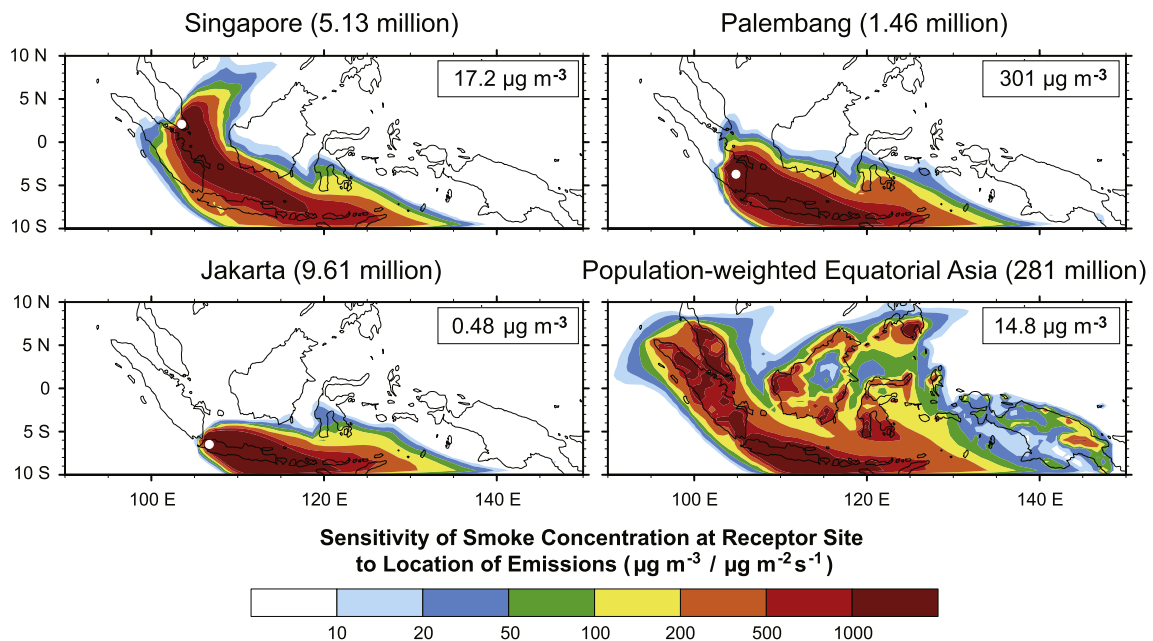 Singapore (5.13 million)
Palembang (1.46 million)
10 N
5 N
0
5 S
10 S
17.2 µg m-3
301 µg m-3
Jakarta (9.61 million)
Population-weighted Equatorial Asia (281 million)
10 N
5 N
0
5 S
10 S
0.48 µg m-3
14.8 µg m-3
100 E 120 E 140 E
100 E 120 E 140 E
Sensitivity of Smoke Concentration at Receptor Site
to Location of Emissions (µg m-3 / µg m-2 s-1)
10 20 50 100 200 500 1000